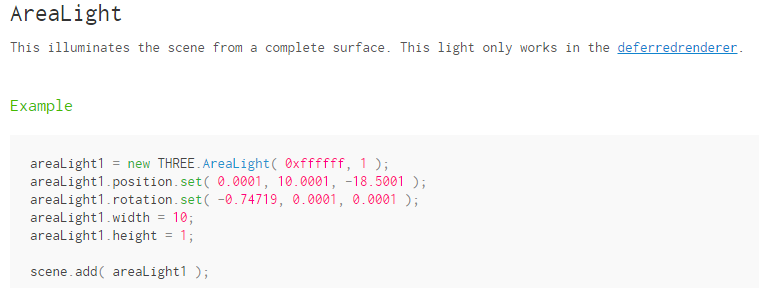 AreaLight
This illuminates the scene from a complete surface. This light only works in the deferredrenderer.
Example
areaLight1 = new THREE.AreaLight( 0xffffff, 1 );
areaLight1.position.set( 0.0001, 10.0001, -18.5001 );
areaLight1.rotation.set( -0.74719, 0.0001, 0.0001 );
areaLight1.width = 10;
areaLight1.height = 1;
scene.add( areaLight1 );